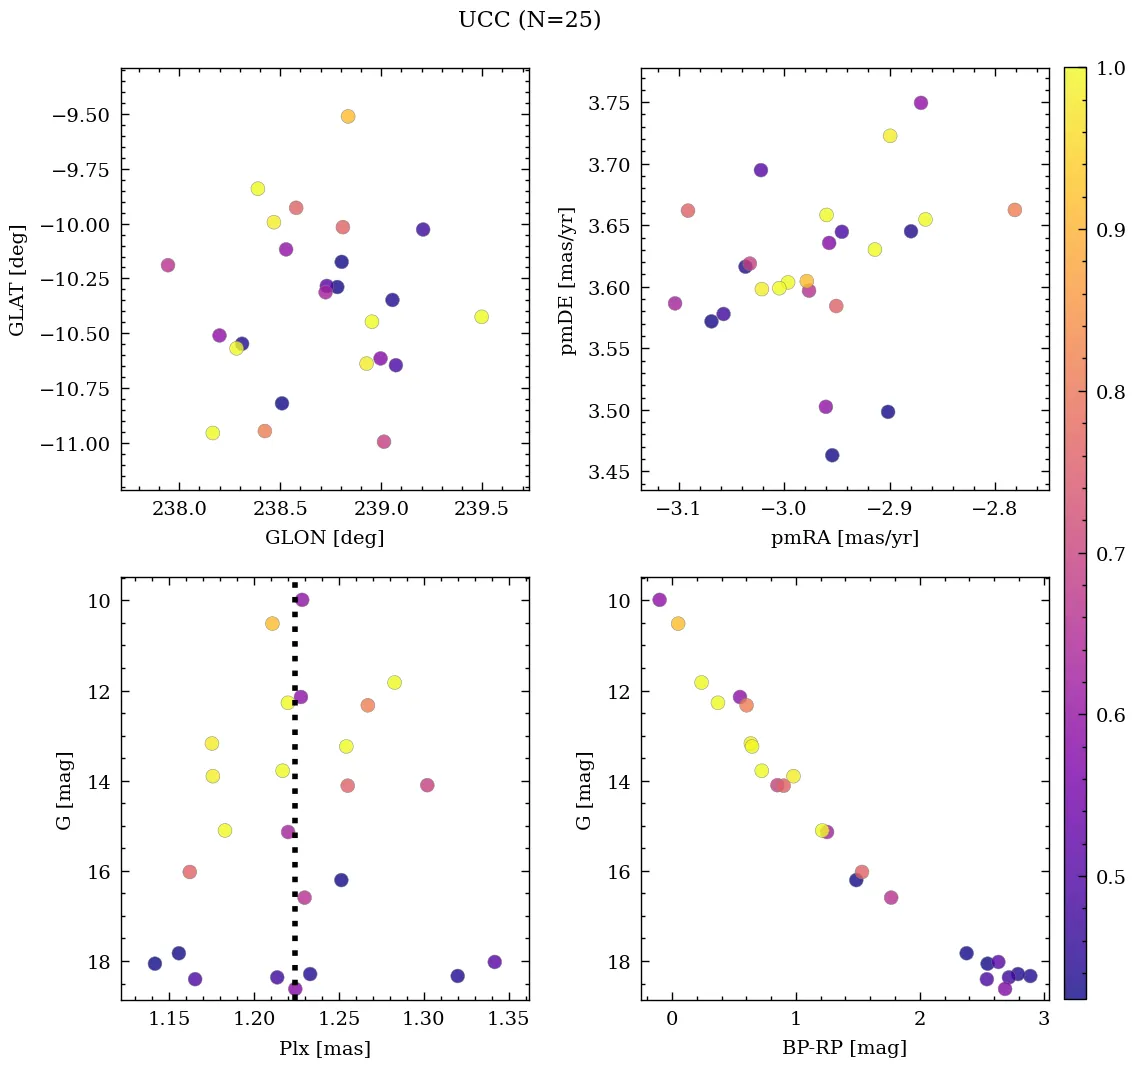 UCC (N=25)
−9.50
−9.75
−10.00
−10.25
−10.50
−10.75
−11.00
GLAT [deg]
238.0 238.5 239.0 239.5
GLON [deg]
3.75
3.70
3.65
3.60
3.55
3.50
3.45
pmDE [mas/yr]
−3.1 −3.0 −2.9 −2.8
pmRA [mas/yr]
10
12
14
16
18
G [mag]
1.15 1.20 1.25 1.30 1.35
Plx [mas]
10
12
14
16
18
G [mag]
0 1 2 3
BP-RP [mag]
1.0
0.9
0.8
0.7
0.6
0.5